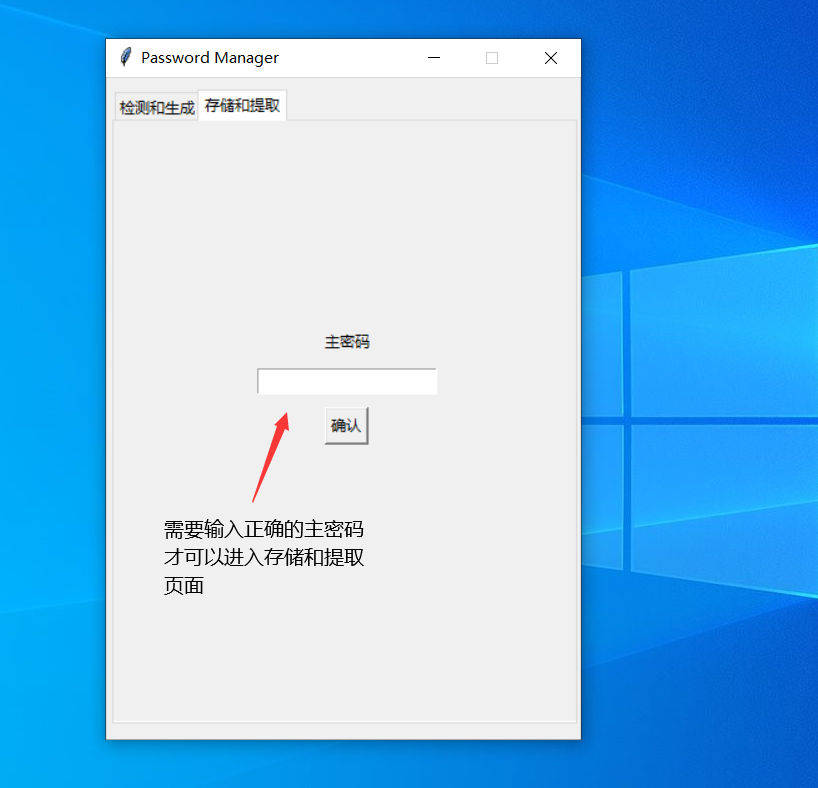 Password Manager
检测和生成 存储和提取
主密码
确认
需要输入正确的主密码
才可以进入存储和提取
页面